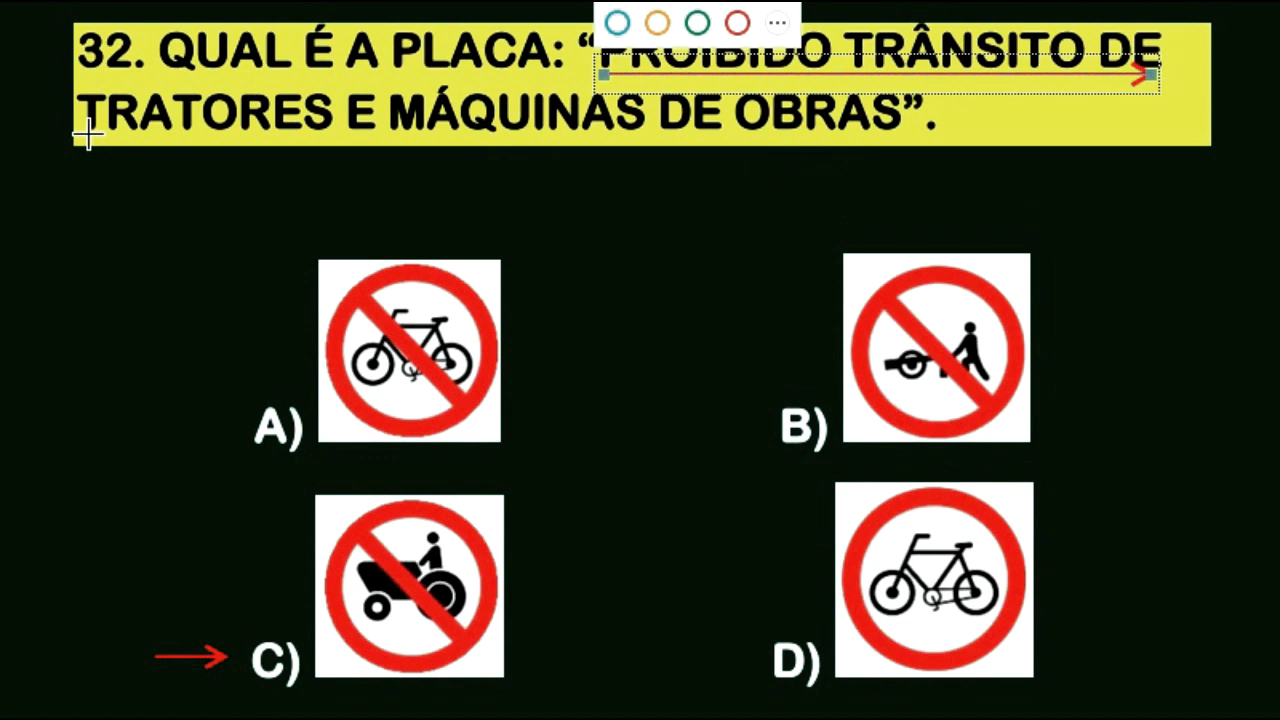 32. QUAL É A PLACA: “PROIBIDO TRÂNSITO DE
TRATORES E MÁQUINAS DE OBRAS”.
A)
B)
C)
D)